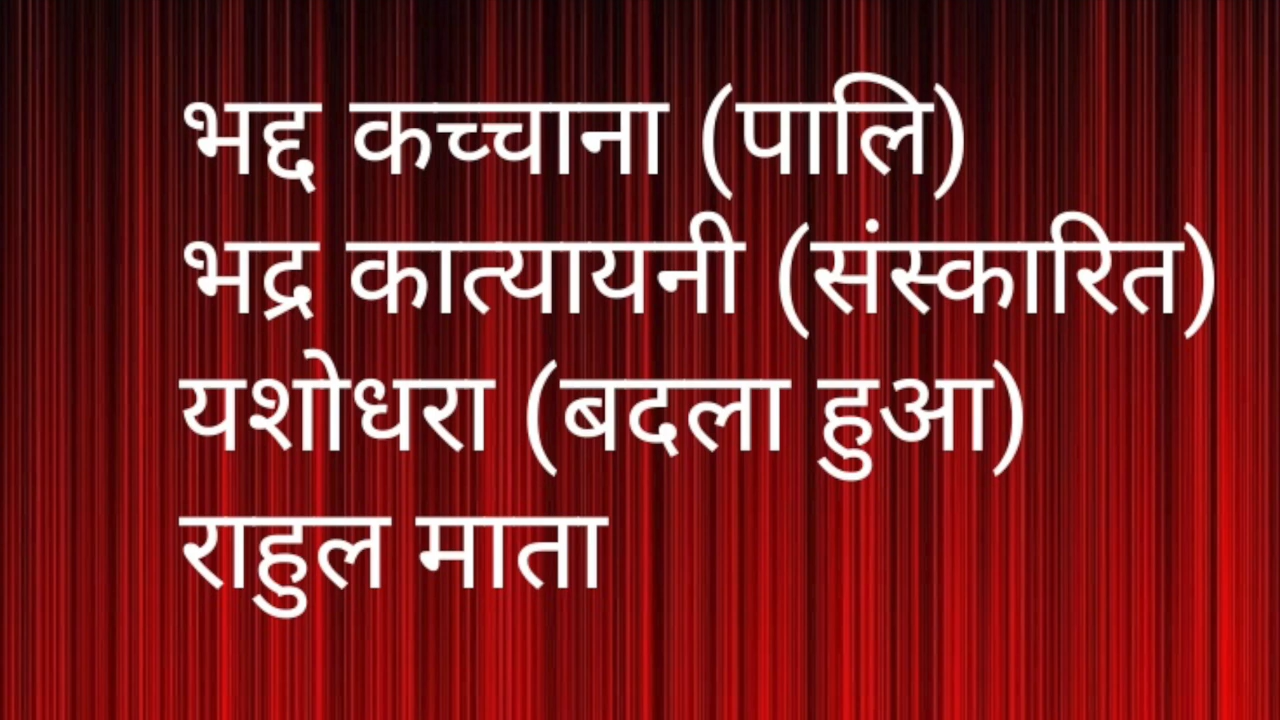 भद्द कच्चाना (पालि)
भद्र कात्यायनी (संस्कारित)
यशोधरा (बदला हुआ)
राहुल माता